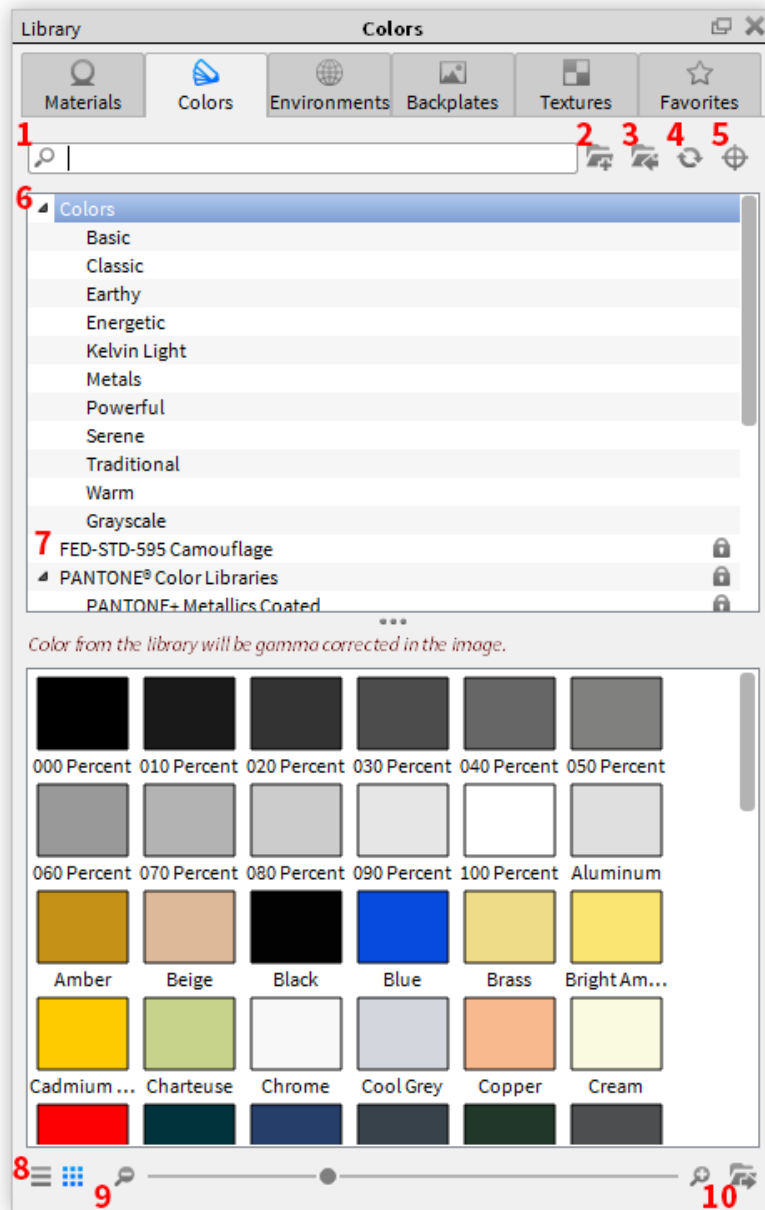 Library Colors
Materials Colors Environments Backplates Textures Favorites
1 2 3 4 5
6 Colors
Basic
Classic
Earthy
Energetic
Kelvin Light
Metals
Powerful
Serene
Traditional
Warm
Grayscale
7 FED-STD-595 Camouflage
PANTONE® Color Libraries
PANTONE+ Metallics Coated
Color from the library will be gamma corrected in the image.
000 Percent 010 Percent 020 Percent 030 Percent 040 Percent 050 Percent
060 Percent 070 Percent 080 Percent 090 Percent 100 Percent Aluminum
Amber Beige Black Blue Brass Bright Am...
Cadmium ... Charteuse Chrome Cool Grey Copper Cream
8 9 10